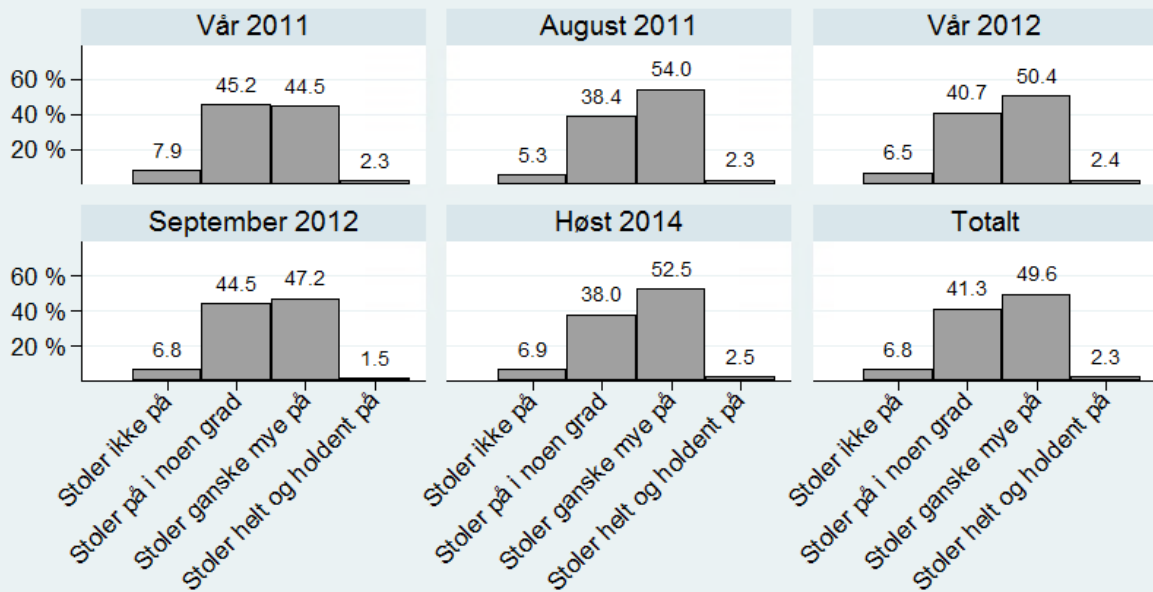 Vår 2011
August 2011
Vår 2012
60 %
40 %
20 %
7.9
45.2
44.5
2.3
5.3
38.4
54.0
2.3
6.5
40.7
50.4
2.4
September 2012
Høst 2014
Totalt
60 %
40 %
20 %
6.8
44.5
47.2
1.5
6.9
38.0
52.5
2.5
6.8
41.3
49.6
2.3
Stoler ikke på
Stoler på i noen grad
Stoler ganske mye på
Stoler helt og holdent på
Stoler ikke på
Stoler på i noen grad
Stoler ganske mye på
Stoler helt og holdent på
Stoler ikke på
Stoler på i noen grad
Stoler ganske mye på
Stoler helt og holdent på